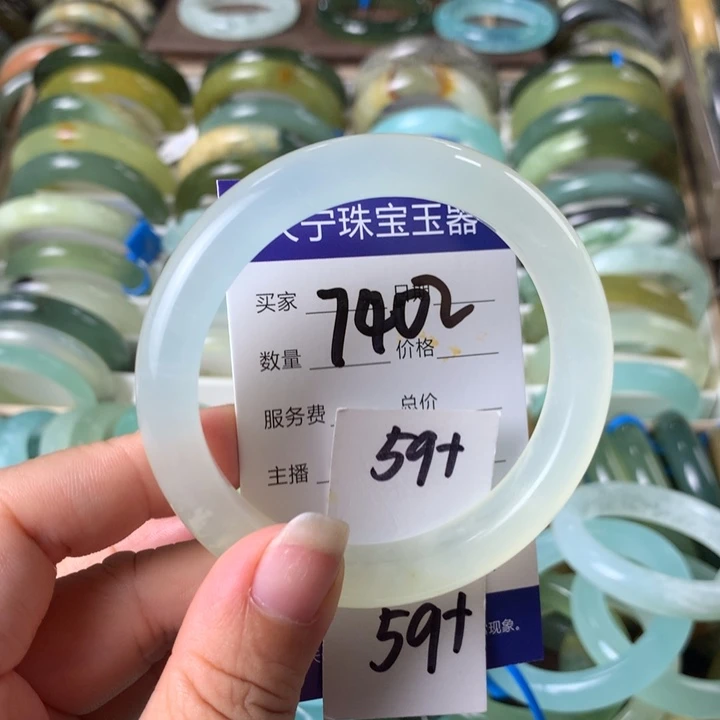 宁珠宝玉器
买家 日期
7402
数量 价格
服务费 总价
主播
59+
59+
现象。